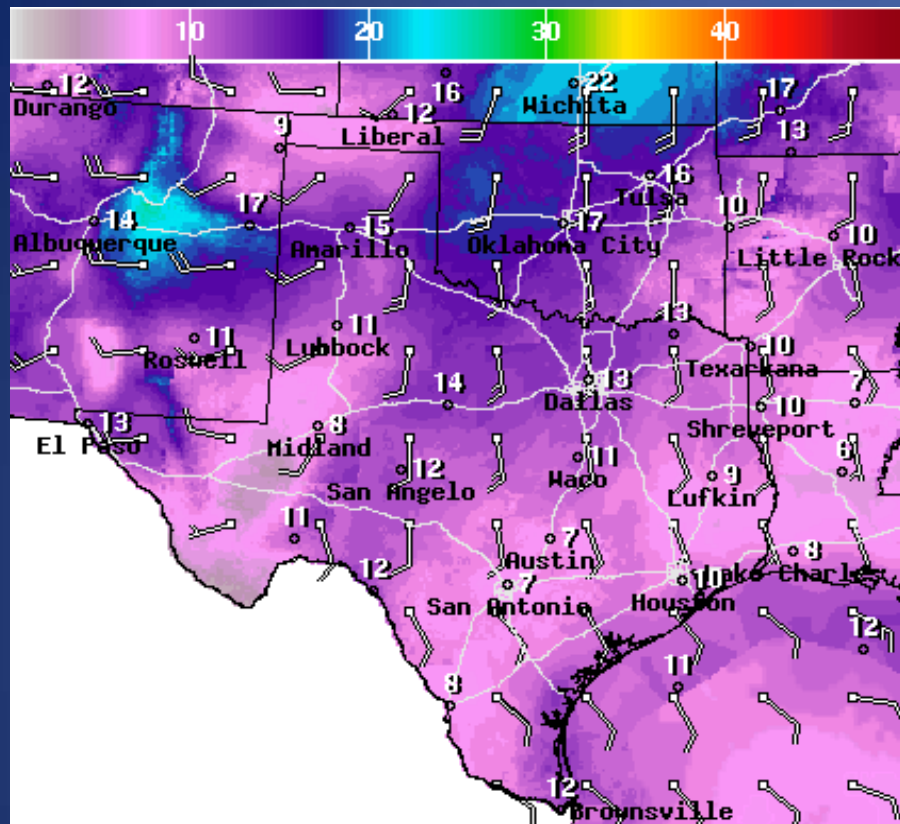 10 20 30 40
12 16 22 17
Durango Wichita
12
Liberal
9 13
16
Tulsa
14 17 15 17 10 10
Albuquerque Amarillo Oklahoma City
Little Rock
11 11 13 10
Roswell Lubbock Texarkana
14 13 7
Dallas
13 8 10
El Paso Midland Shreveport
12 11 9 6
San Angelo Waco Lufkin
11 7 8
Austin
12 7 10 Lake Charles
San Antonio Houston
12
8 11
12
Brownsville